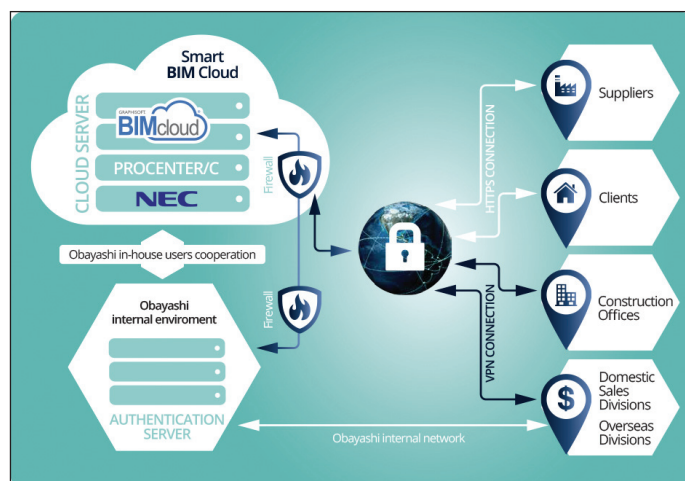 Smart
BIM Cloud
CLOUD SERVER
GRAPHISOFT
BIMcloud
PROCENTER/C
NEC
Firewall
Obayashi in-house users cooperation
Obayashi
internal enviroment
Firewall
AUTHENTICATION
SERVER
Obayashi internal network
HTTPS CONNECTION
VPN CONNECTION
Suppliers
Clients
Construction
Offices
$
Domestic
Sales
Divisions
Overseas
Divisions